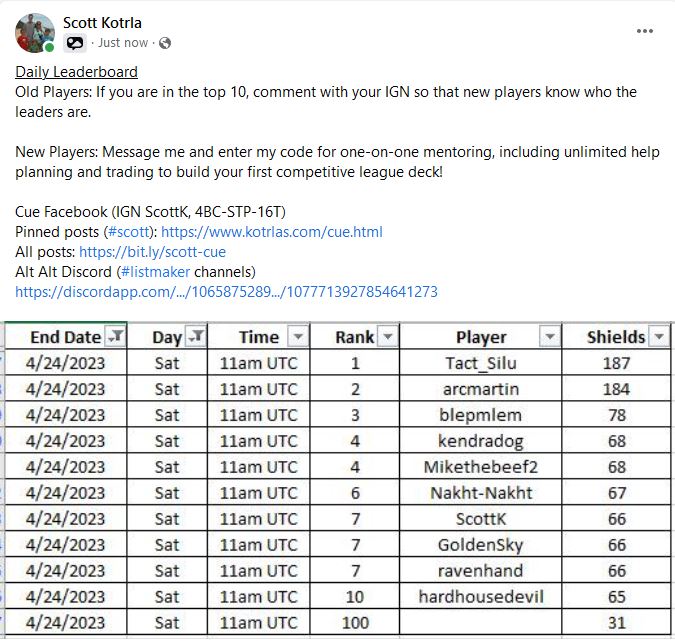 Scott Kotrla
· Just now ·
Daily Leaderboard
Old Players: If you are in the top 10, comment with your IGN so that new players know who the
leaders are.
New Players: Message me and enter my code for one-on-one mentoring, including unlimited help
planning and trading to build your first competitive league deck!
Cue Facebook (IGN ScottK, 4BC-STP-16T)
Pinned posts (#scott): https://www.kotrlas.com/cue.html
All posts: https://bit.ly/scott-cue
Alt Alt Discord (#listmaker channels)
https://discordapp.com/.../1065875289.../1077713927854641273
End Date Day Time Rank Player Shields
4/24/2023 Sat 11am UTC 1 Tact_Silu 187
4/24/2023 Sat 11am UTC 2 arcmartin 184
4/24/2023 Sat 11am UTC 3 blepmlem 78
4/24/2023 Sat 11am UTC 4 kendradog 68
4/24/2023 Sat 11am UTC 4 Mikethebeef2 68
4/24/2023 Sat 11am UTC 6 Nakht-Nakht 67
4/24/2023 Sat 11am UTC 7 ScottK 66
4/24/2023 Sat 11am UTC 7 GoldenSky 66
4/24/2023 Sat 11am UTC 7 ravenhand 66
4/24/2023 Sat 11am UTC 10 hardhousedevil 65
4/24/2023 Sat 11am UTC 100 31